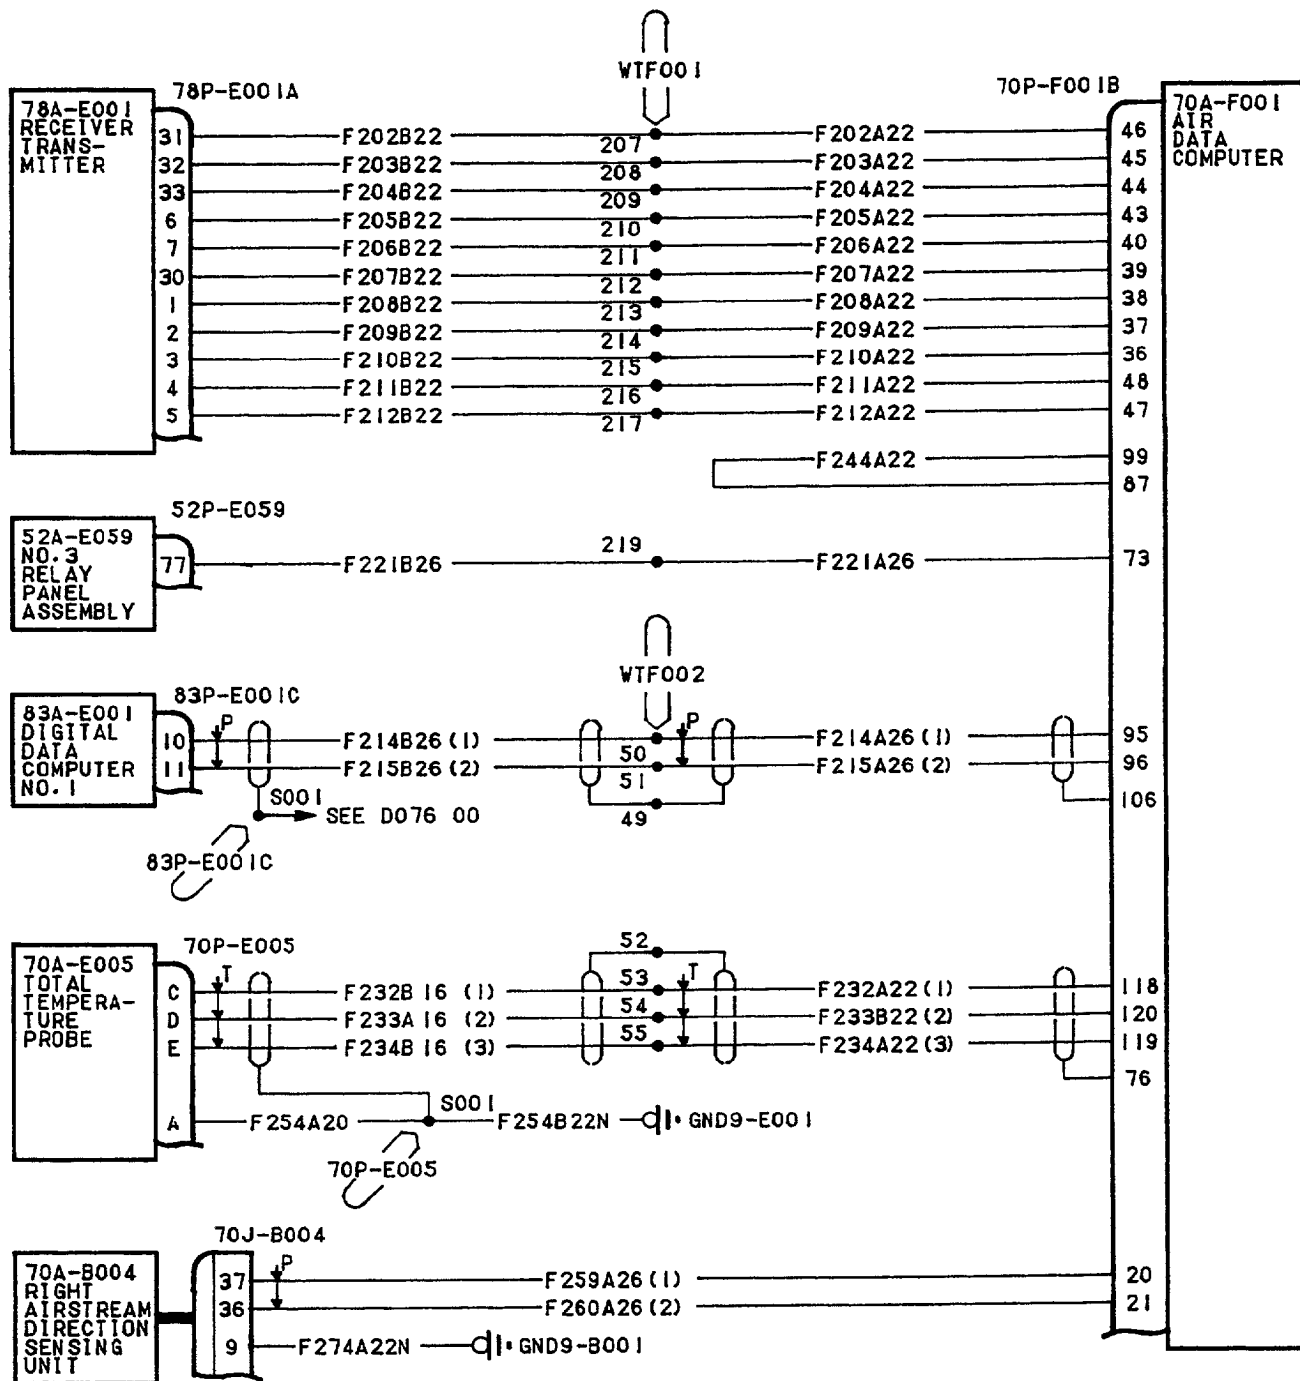 WTF001
78P-E001A
70P-F001B
78A-E001
RECEIVER
TRANS-
MITTER
70A-F001
AIR
DATA
COMPUTER
31 F202B22 207 F202A22 46
32 F203B22 208 F203A22 45
33 F204B22 209 F204A22 44
6 F205B22 210 F205A22 43
7 F206B22 211 F206A22 40
30 F207B22 212 F207A22 39
1 F208B22 213 F208A22 38
2 F209B22 214 F209A22 37
3 F210B22 215 F210A22 36
4 F211B22 216 F211A22 48
5 F212B22 217 F212A22 47
F244A22 99
87
52P-E059
52A-E059
NO.3
RELAY
PANEL
ASSEMBLY
77 F221B26 219 F221A26 73
WTF002
83P-E001C
83A-E001
DIGITAL
DATA
COMPUTER
NO.1
P P
10 F214B26(1) 50 F214A26(1) 95
11 F215B26(2) 51 F215A26(2) 96
S001 49 106
SEE D076 00
83P-E001C
70P-E005
70A-E005
TOTAL
TEMPERA-
TURE
PROBE
52
T T
C F232B16 (1) 53 F232A22(1) 118
D F233A16 (2) 54 F233B22(2) 120
E F234B16 (3) 55 F234A22(3) 119
76
S001
A F254A20 F254B22N GND9-E001
70P-E005
70J-B004
70A-B004
RIGHT
AIRSTREAM
DIRECTION
SENSING
UNIT
P
37 F259A26(1) 20
36 F260A26(2) 21
9 F274A22N GND9-B001